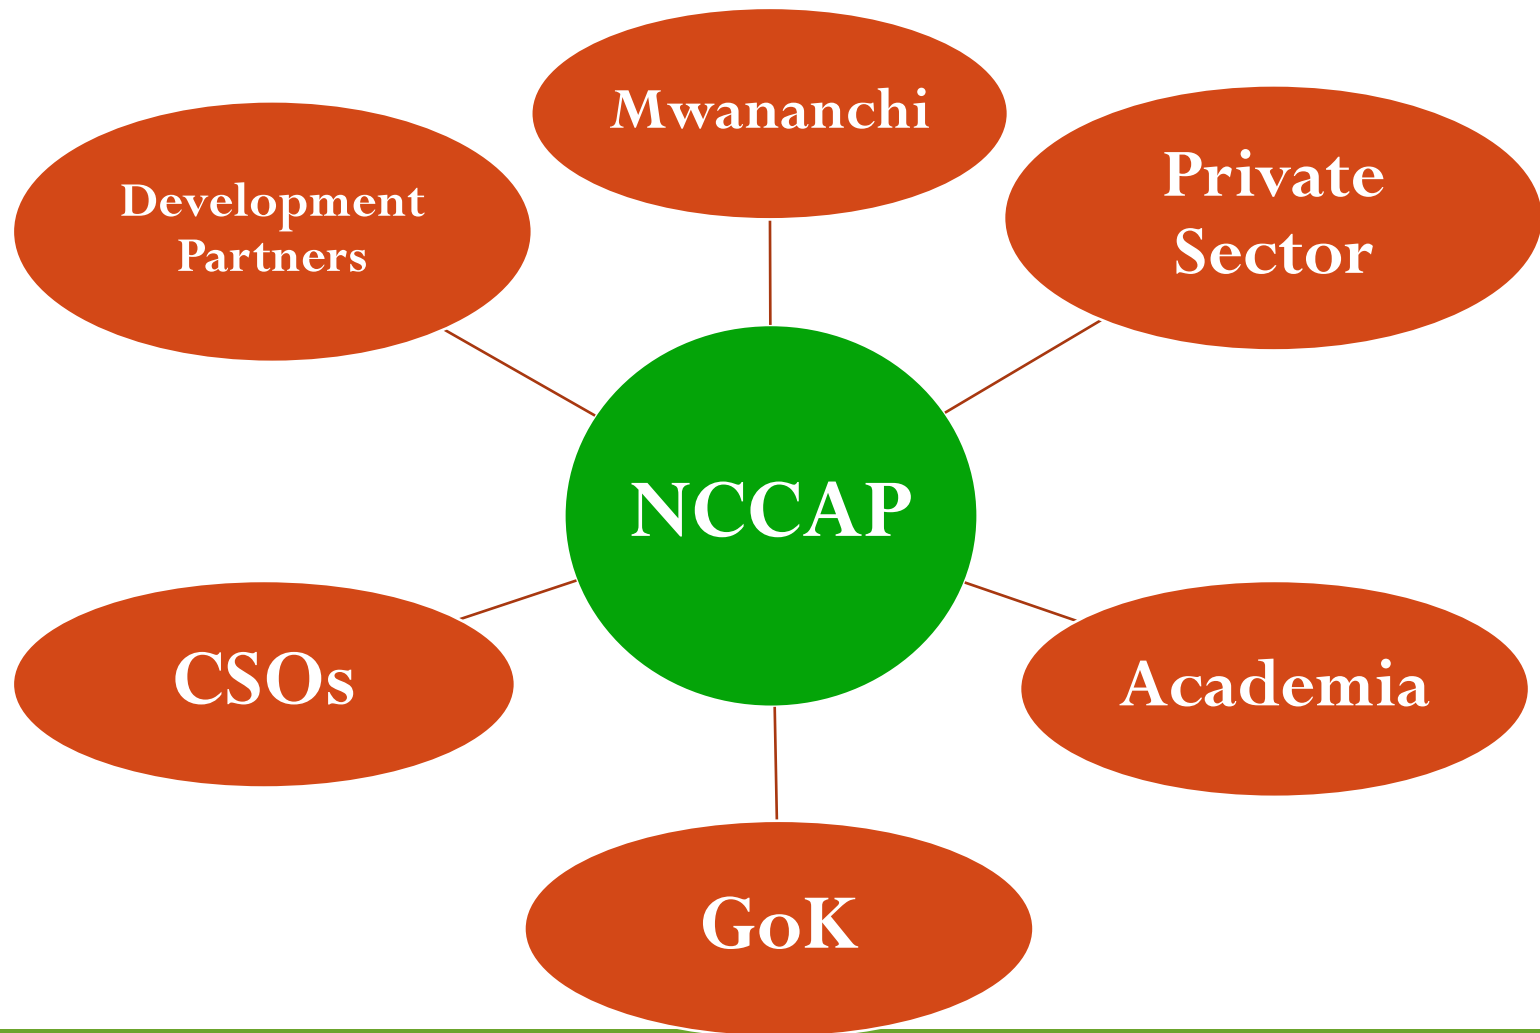 Mwananchi
Private
Sector
Development
Partners
NCCAP
CSOs
Academia
GoK